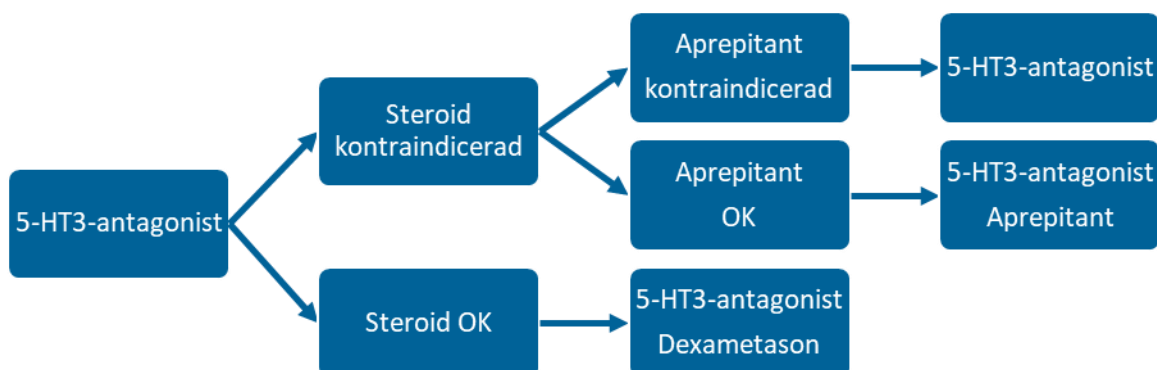 5-HT3-antagonist
Steroid
kontraindicerad
Aprepitant
kontraindicerad
5-HT3-antagonist
Aprepitant
OK
5-HT3-antagonist
Aprepitant
Steroid OK
5-HT3-antagonist
Dexametason